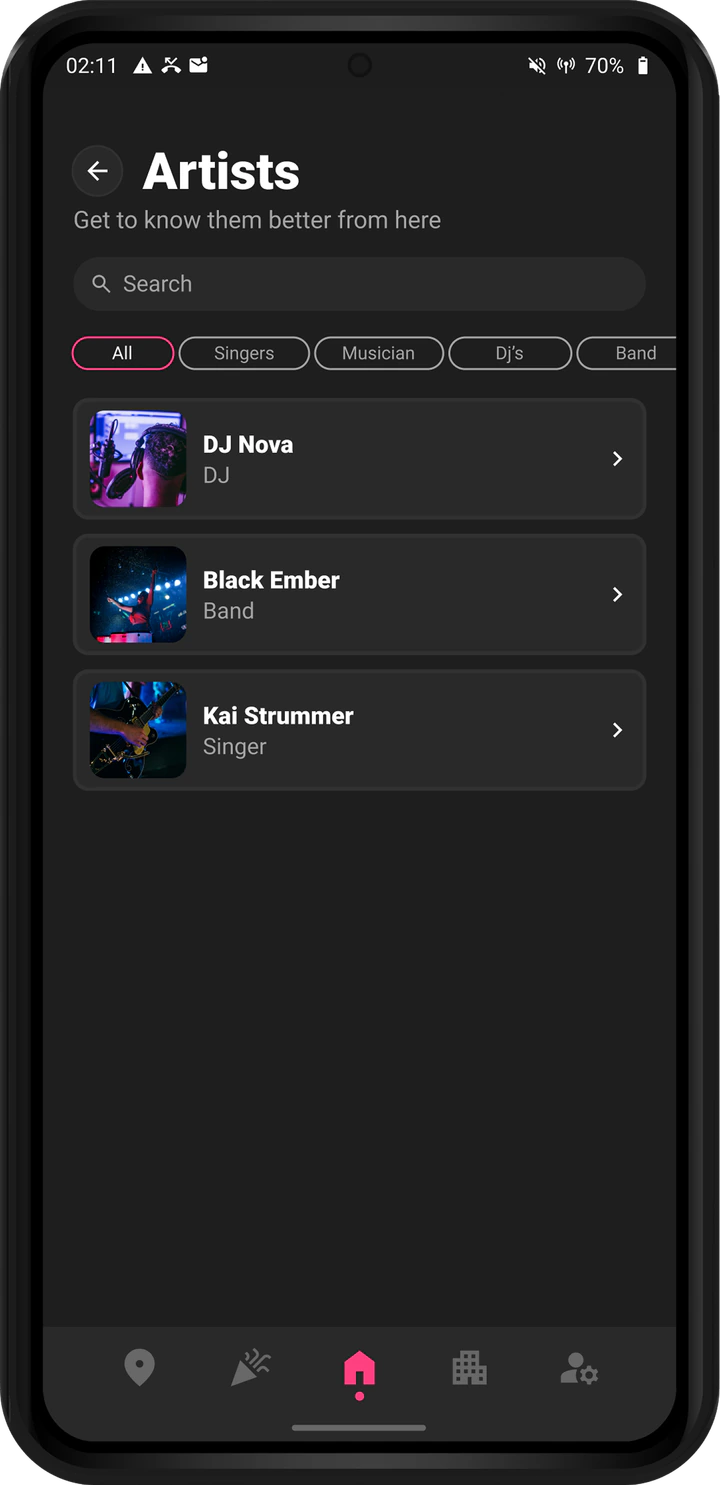 02:11 70%
Artists
Get to know them better from here
Search
All Singers Musician Dj's Band
DJ Nova
DJ
Black Ember
Band
Kai Strummer
Singer